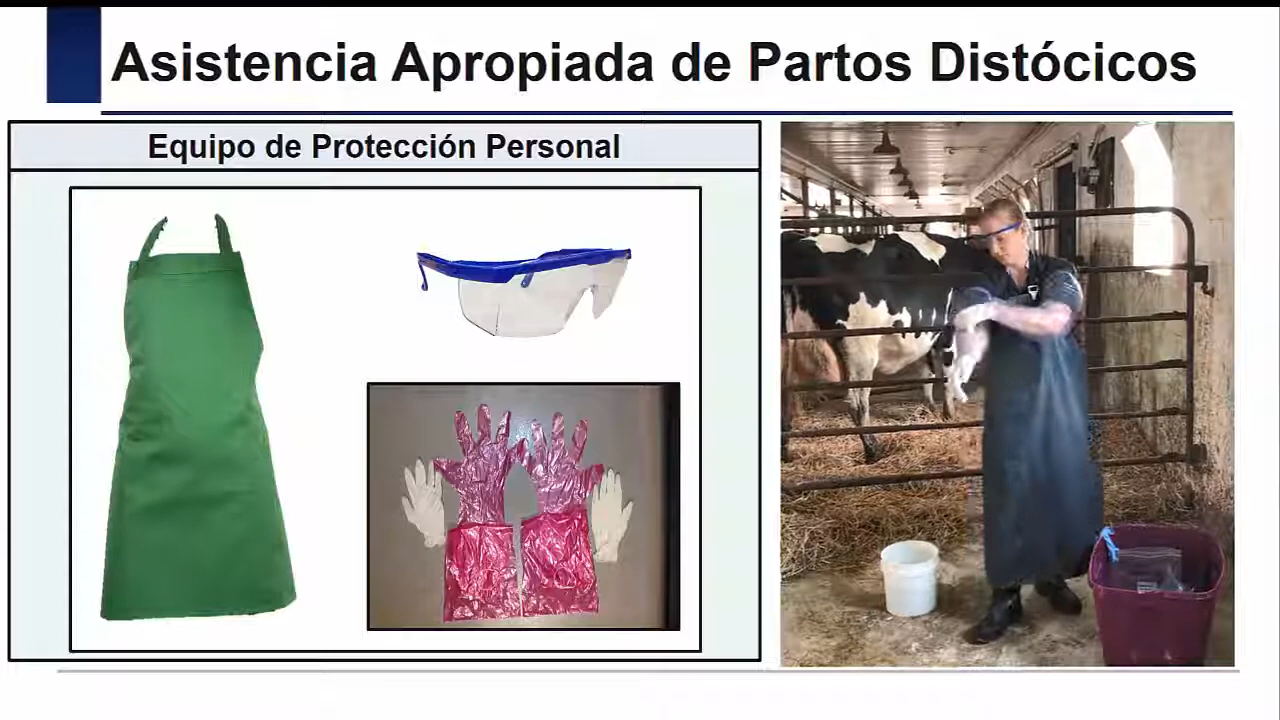 Asistencia Apropiada de Partos Distócicos
Equipo de Protección Personal